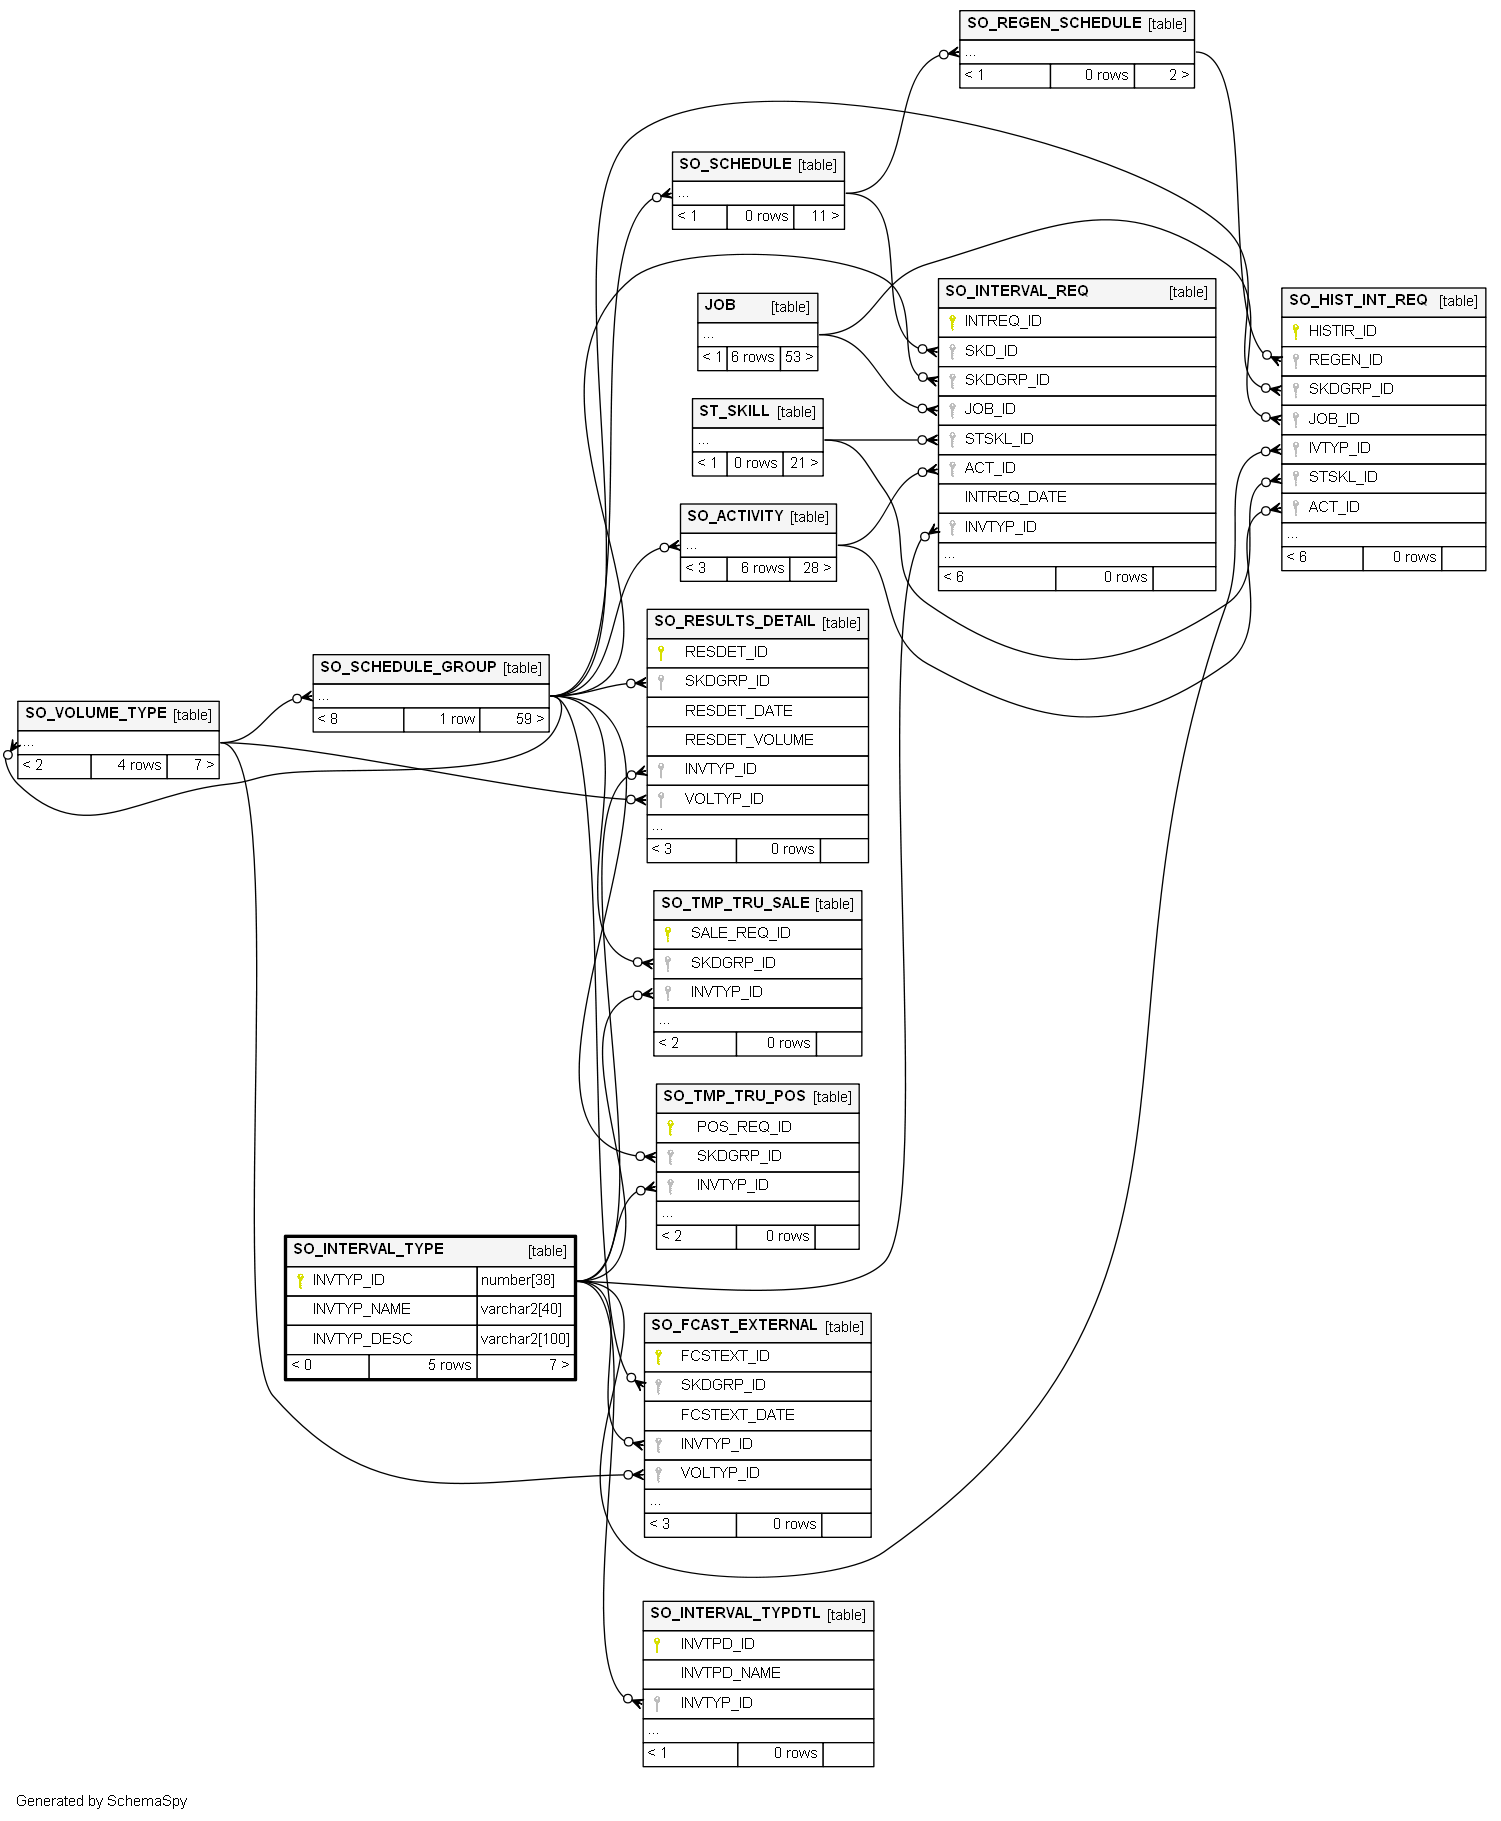 SO_REGEN_SCHEDULE [table]
...
< 1 0 rows 2 >
SO_SCHEDULE [table]
...
< 1 0 rows 11 >
JOB [table]
...
< 1 6 rows 53 >
ST_SKILL [table]
...
< 1 0 rows 21 >
SO_ACTIVITY [table]
...
< 3 6 rows 28 >
SO_INTERVAL_REQ [table]
INTREQ_ID
SKD_ID
SKDGRP_ID
JOB_ID
STSKL_ID
ACT_ID
INTREQ_DATE
INVTYP_ID
...
< 6 0 rows
SO_HIST_INT_REQ [table]
HISTIR_ID
REGEN_ID
SKDGRP_ID
JOB_ID
IVTYP_ID
STSKL_ID
ACT_ID
...
< 6 0 rows
SO_RESULTS_DETAIL [table]
RESDET_ID
SKDGRP_ID
RESDET_DATE
RESDET_VOLUME
INVTYP_ID
VOLTYP_ID
...
< 3 0 rows
SO_SCHEDULE_GROUP [table]
...
< 8 1 row 59 >
SO_VOLUME_TYPE [table]
...
< 2 4 rows 7 >
SO_TMP_TRU_SALE [table]
SALE_REQ_ID
SKDGRP_ID
INVTYP_ID
...
< 2 0 rows
SO_TMP_TRU_POS [table]
POS_REQ_ID
SKDGRP_ID
INVTYP_ID
...
< 2 0 rows
SO_INTERVAL_TYPE [table]
INVTYP_ID number[38]
INVTYP_NAME varchar2[40]
INVTYP_DESC varchar2[100]
< 0 5 rows 7 >
SO_FCAST_EXTERNAL [table]
FCSTEXT_ID
SKDGRP_ID
FCSTEXT_DATE
INVTYP_ID
VOLTYP_ID
...
< 3 0 rows
SO_INTERVAL_TYPDTL [table]
INVTPD_ID
INVTPD_NAME
INVTYP_ID
...
< 1 0 rows
Generated by SchemaSpy